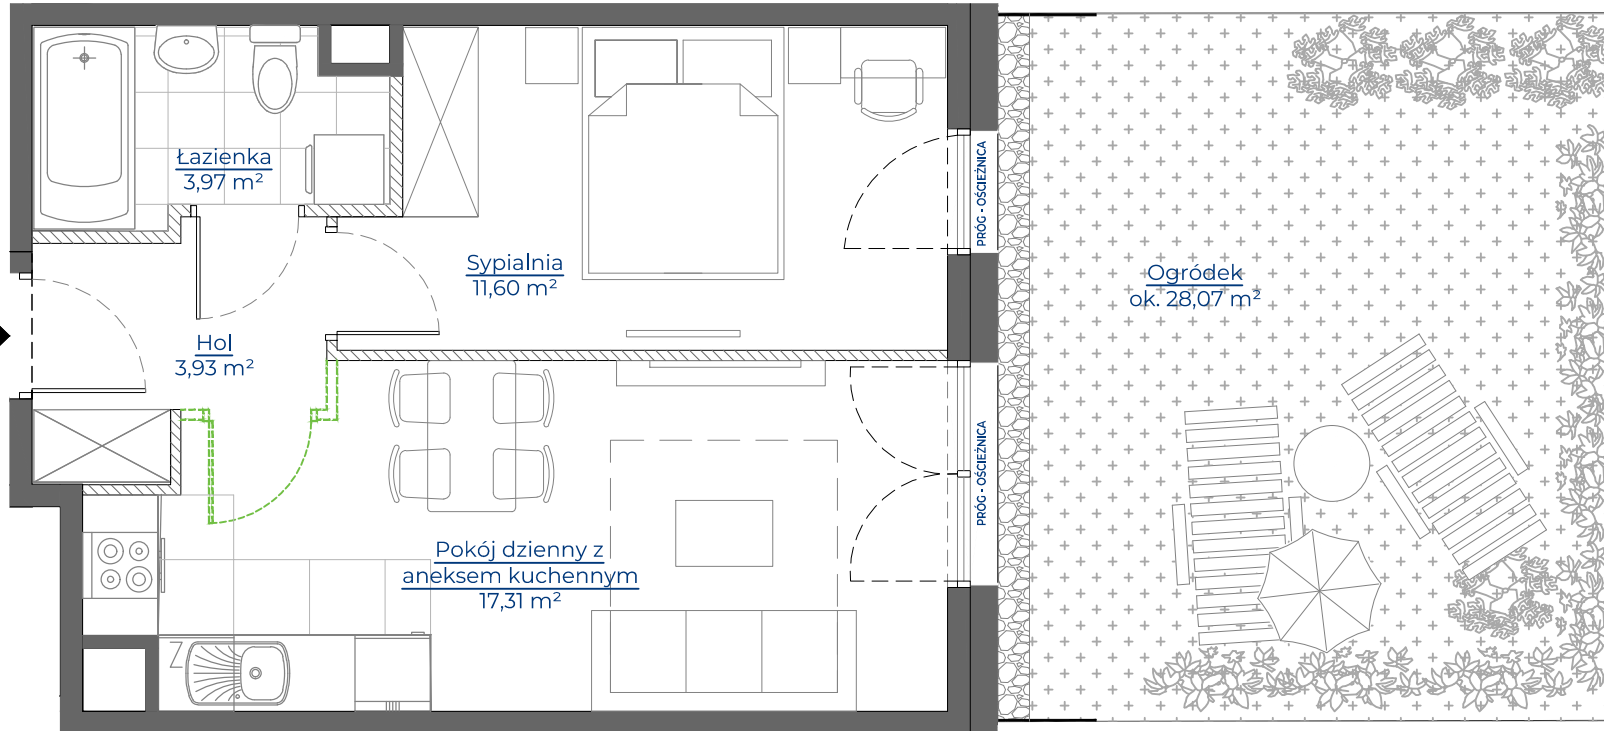 Łazienka
3,97 m²
Sypialnia
11,60 m²
PRÓG - OŚCIEŻNICA
Ogródek
ok. 28,07 m²
Hol
3,93 m²
PRÓG - OŚCIEŻNICA
Pokój dzienny z
aneksem kuchennym
17,31 m²
Z